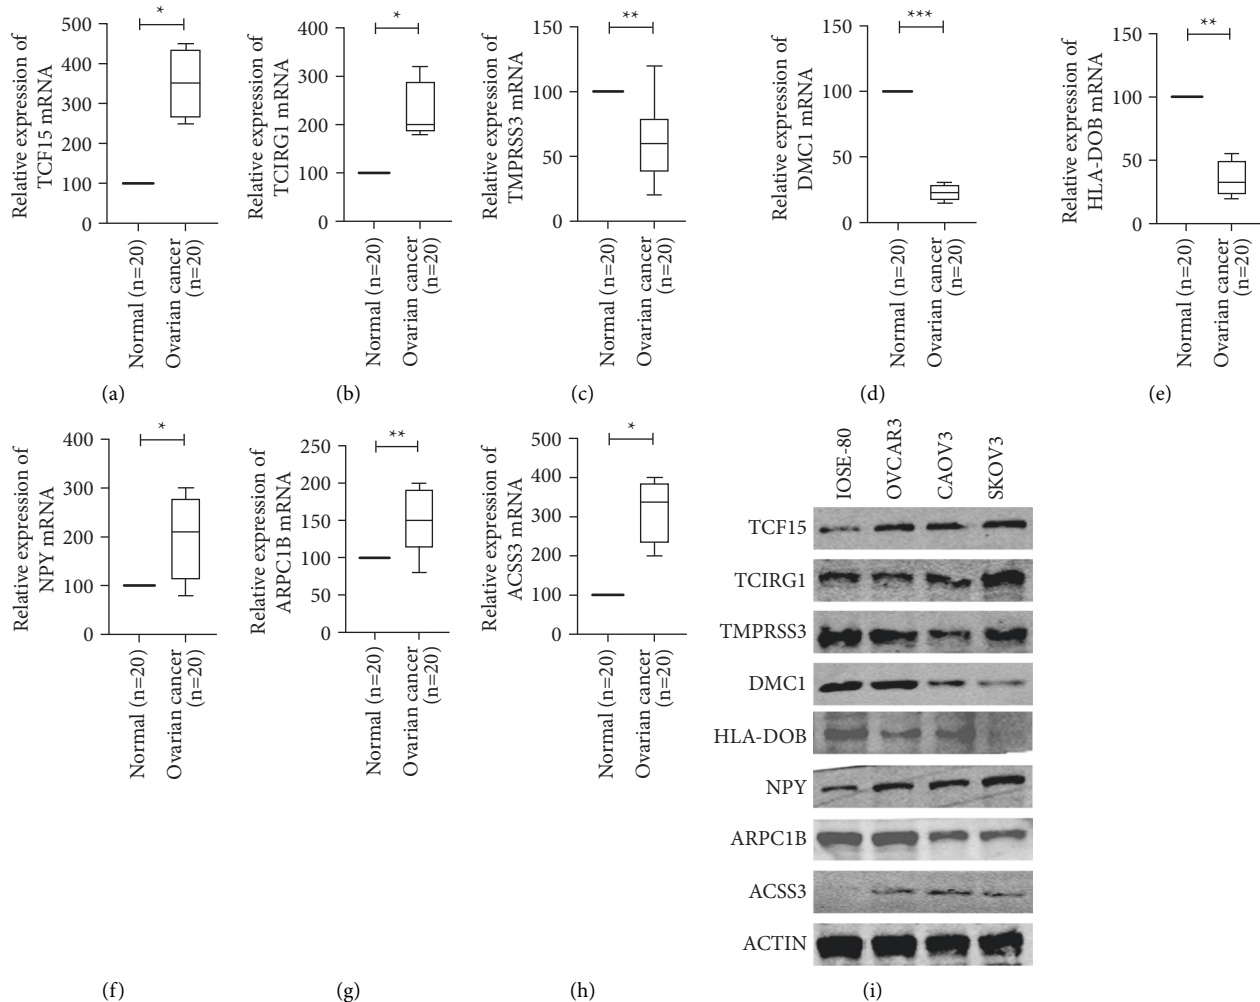 Relative expression of
TCF15 mRNA
500
400
300
200
100
0
*
Normal (n=20)
Ovarian cancer
(n=20)
(a)
Relative expression of
TCIRG1 mRNA
400
300
200
100
0
*
Normal (n=20)
Ovarian cancer
(n=20)
(b)
Relative expression of
TMPRSS3 mRNA
150
100
50
0
**
Normal (n=20)
Ovarian cancer
(n=20)
(c)
Relative expression of
DMC1 mRNA
150
100
50
0
***
Normal (n=20)
Ovarian cancer
(n=20)
(d)
Relative expression of
HLA-DOB mRNA
150
100
50
0
**
Normal (n=20)
Ovarian cancer
(n=20)
(e)
Relative expression of
NPY mRNA
400
300
200
100
0
*
Normal (n=20)
Ovarian cancer
(n=20)
(f)
Relative expression of
ARPC1B mRNA
250
200
150
100
50
0
**
Normal (n=20)
Ovarian cancer
(n=20)
(g)
Relative expression of
ACSS3 mRNA
500
400
300
200
100
0
*
Normal (n=20)
Ovarian cancer
(n=20)
(h)
IOSE-80
OVCAR3
CAOV3
SKOV3
TCF15
TCIRG1
TMPRSS3
DMC1
HLA-DOB
NPY
ARPC1B
ACSS3
ACTIN
(i)